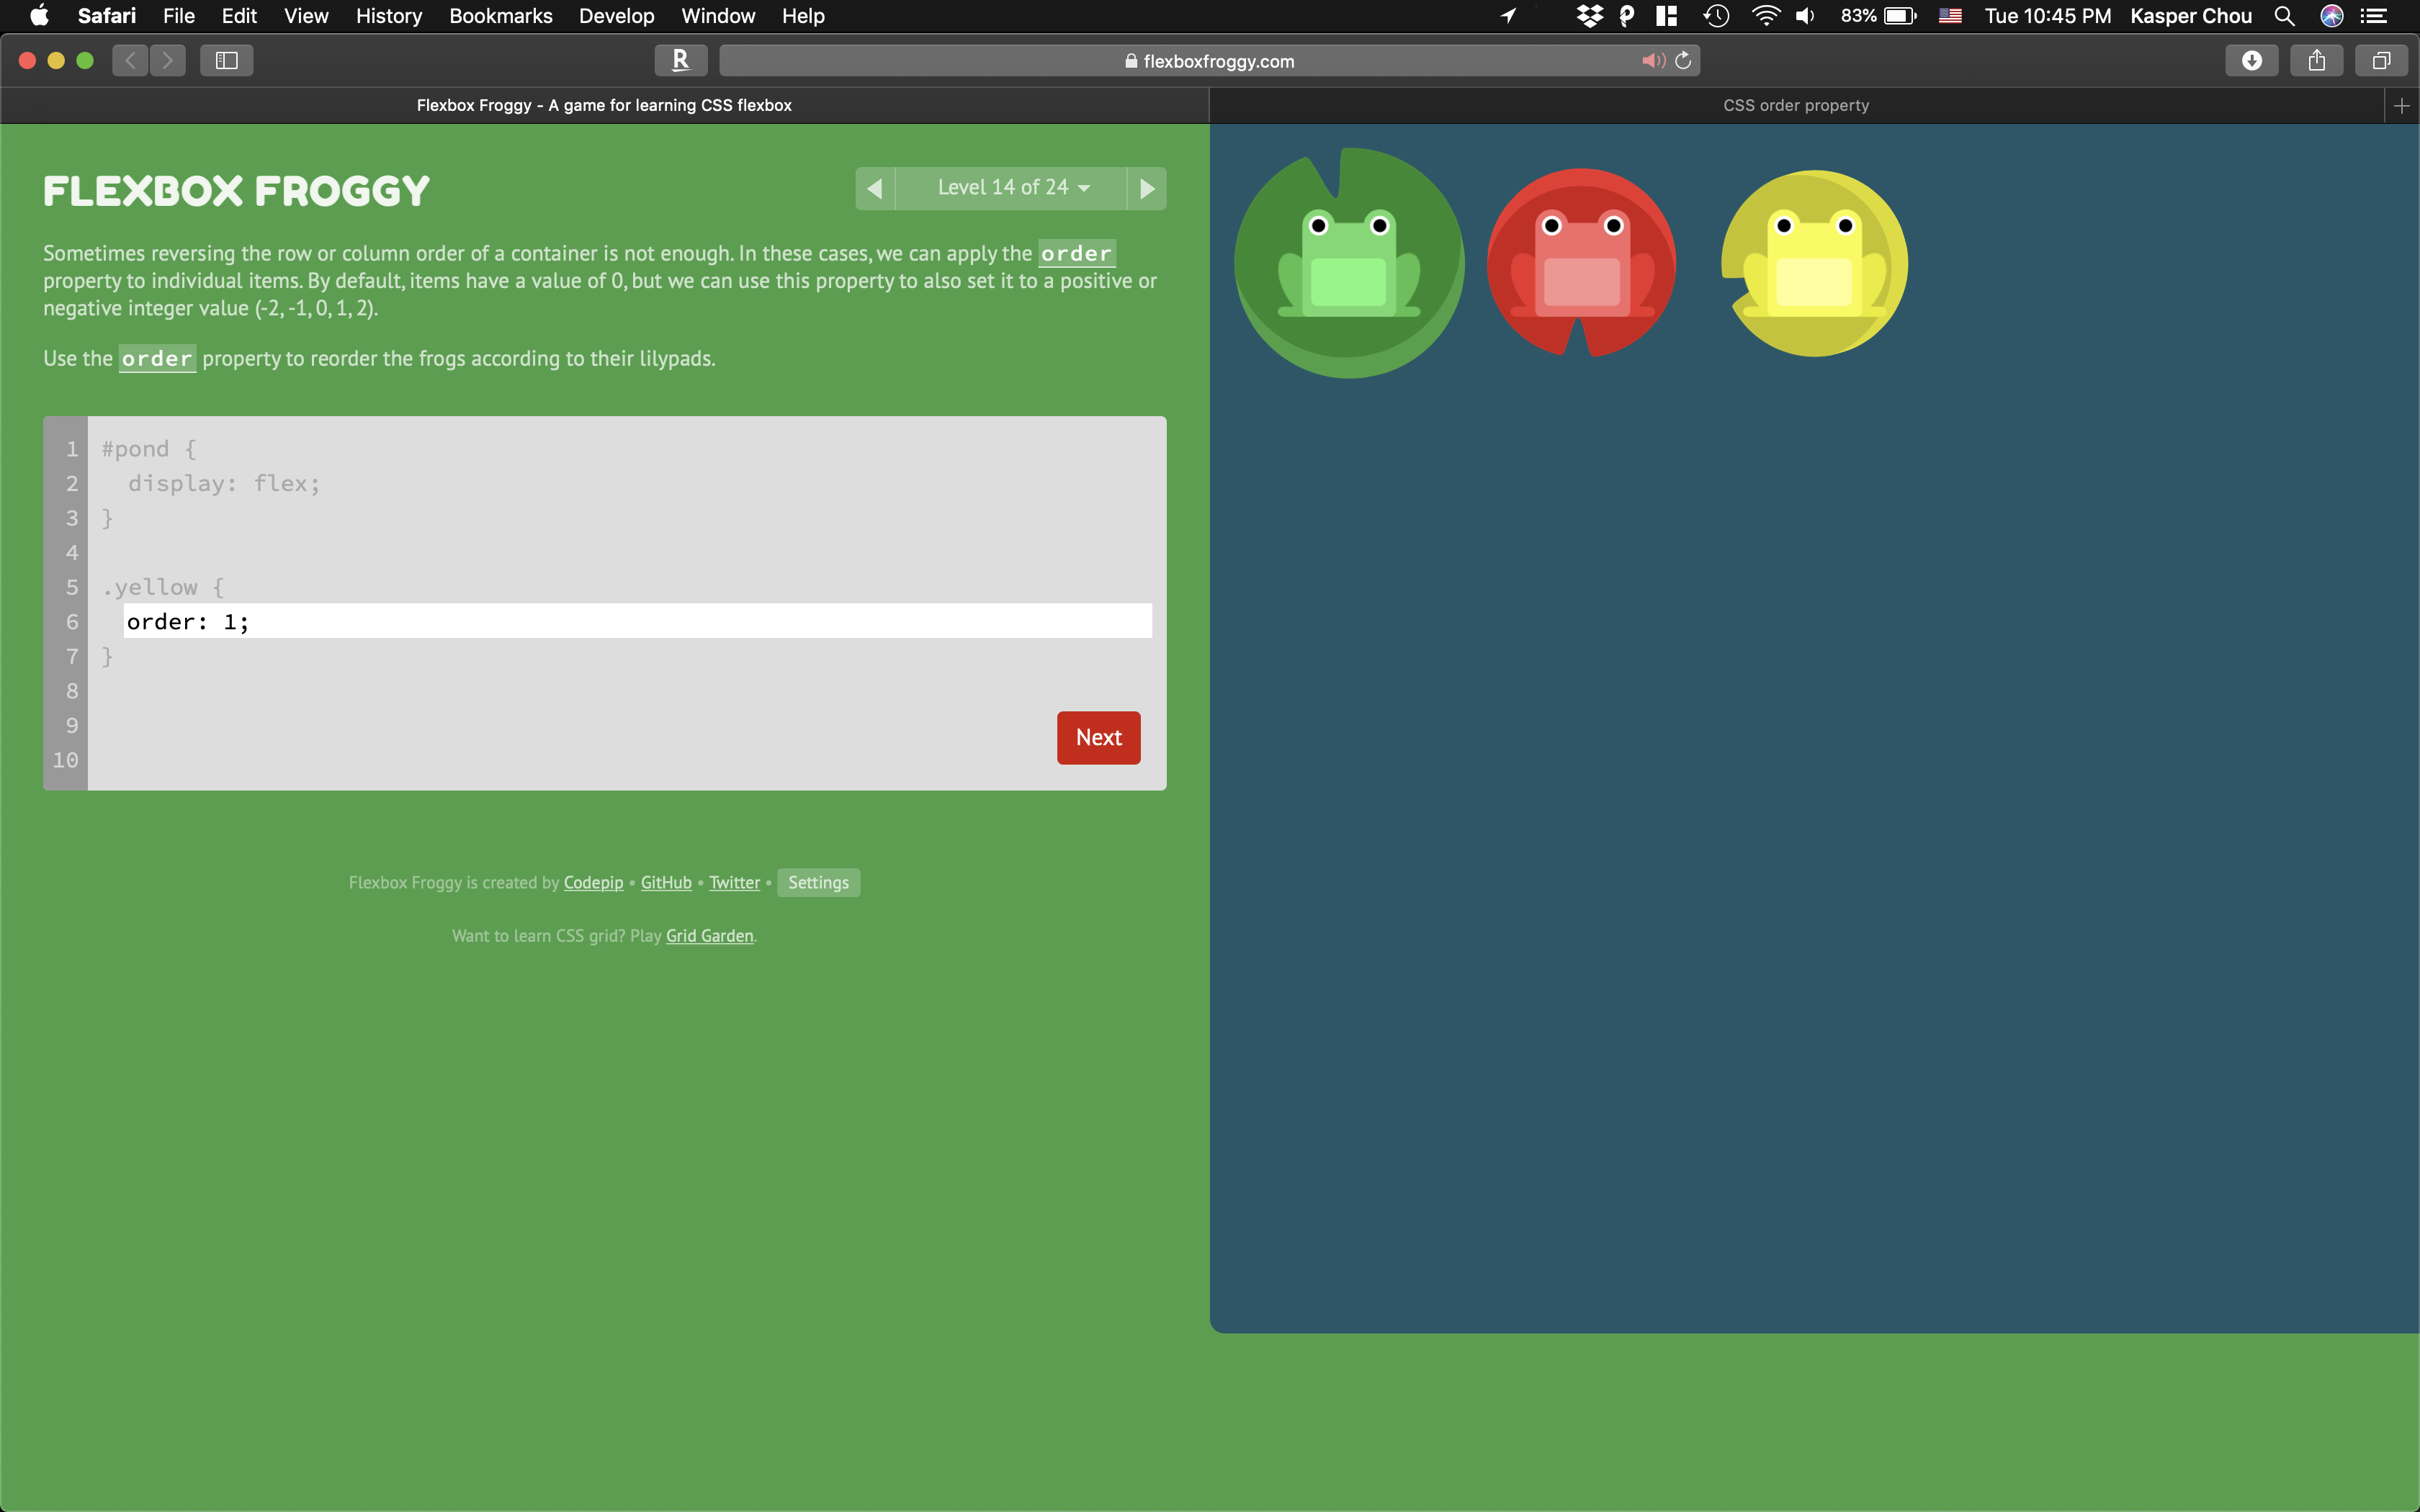 Safari File Edit View History Bookmarks Develop Window Help 83% Tue 10:45 PM Kasper Chou
R flexboxfroggy.com
Flexbox Froggy - A game for learning CSS flexbox CSS order property
FLEXBOX FROGGY
Level 14 of 24
Sometimes reversing the row or column order of a container is not enough. In these cases, we can apply the order
property to individual items. By default, items have a value of 0, but we can use this property to also set it to a positive or
negative integer value (-2, -1, 0, 1, 2).
Use the order property to reorder the frogs according to their lilypads.
1 #pond {
2 display: flex;
3 }
4
5 .yellow {
6 order: 1;
7 }
8
9
10
Next
Flexbox Froggy is created by Codepip • GitHub • Twitter • Settings
Want to learn CSS grid? Play Grid Garden.